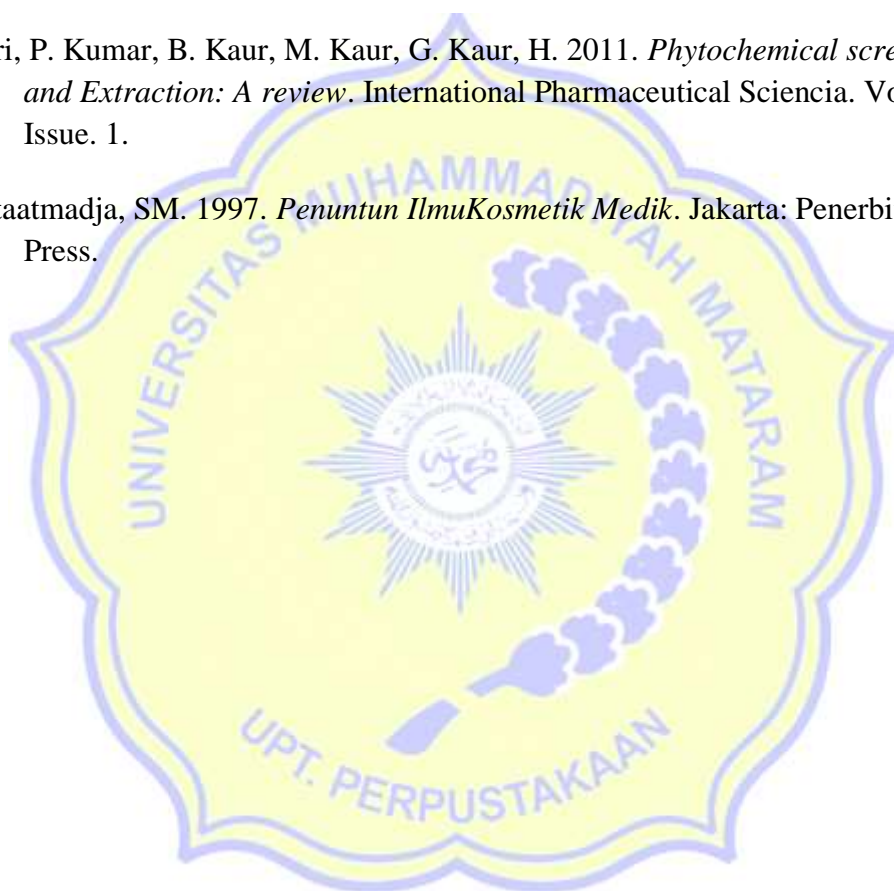 ri, P. Kumar, B. Kaur, M. Kaur, G. Kaur, H. 2011. Phytochemical scre
and Extraction: A review. International Pharmaceutical Sciencia. Vo
Issue. 1.
taatmadja, SM. 1997. Penuntun IlmuKosmetik Medik. Jakarta: Penerbi
Press.
UNIVERSITAS MUHAMMADIYAH MATARAM
UPT. PERPUSTAKAAN